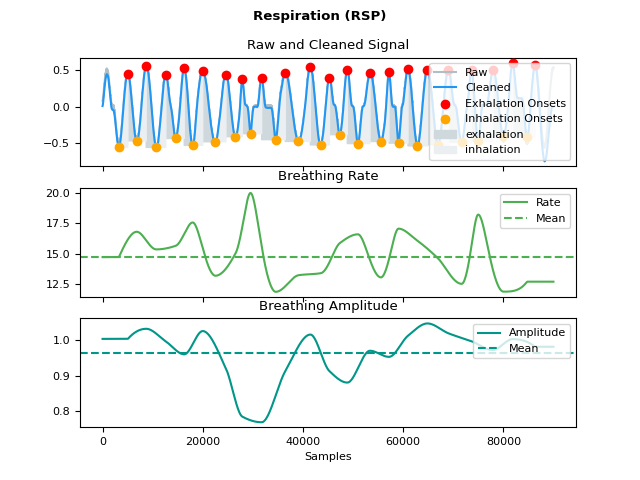 Respiration (RSP)
Raw and Cleaned Signal
0.5
0.0
−0.5
Raw
Cleaned
Exhalation Onsets
Inhalation Onsets
exhalation
inhalation
Breathing Rate
20.0
17.5
15.0
12.5
Rate
Mean
Breathing Amplitude
1.0
0.9
0.8
Amplitude
Mean
0 20000 40000 60000 80000
Samples